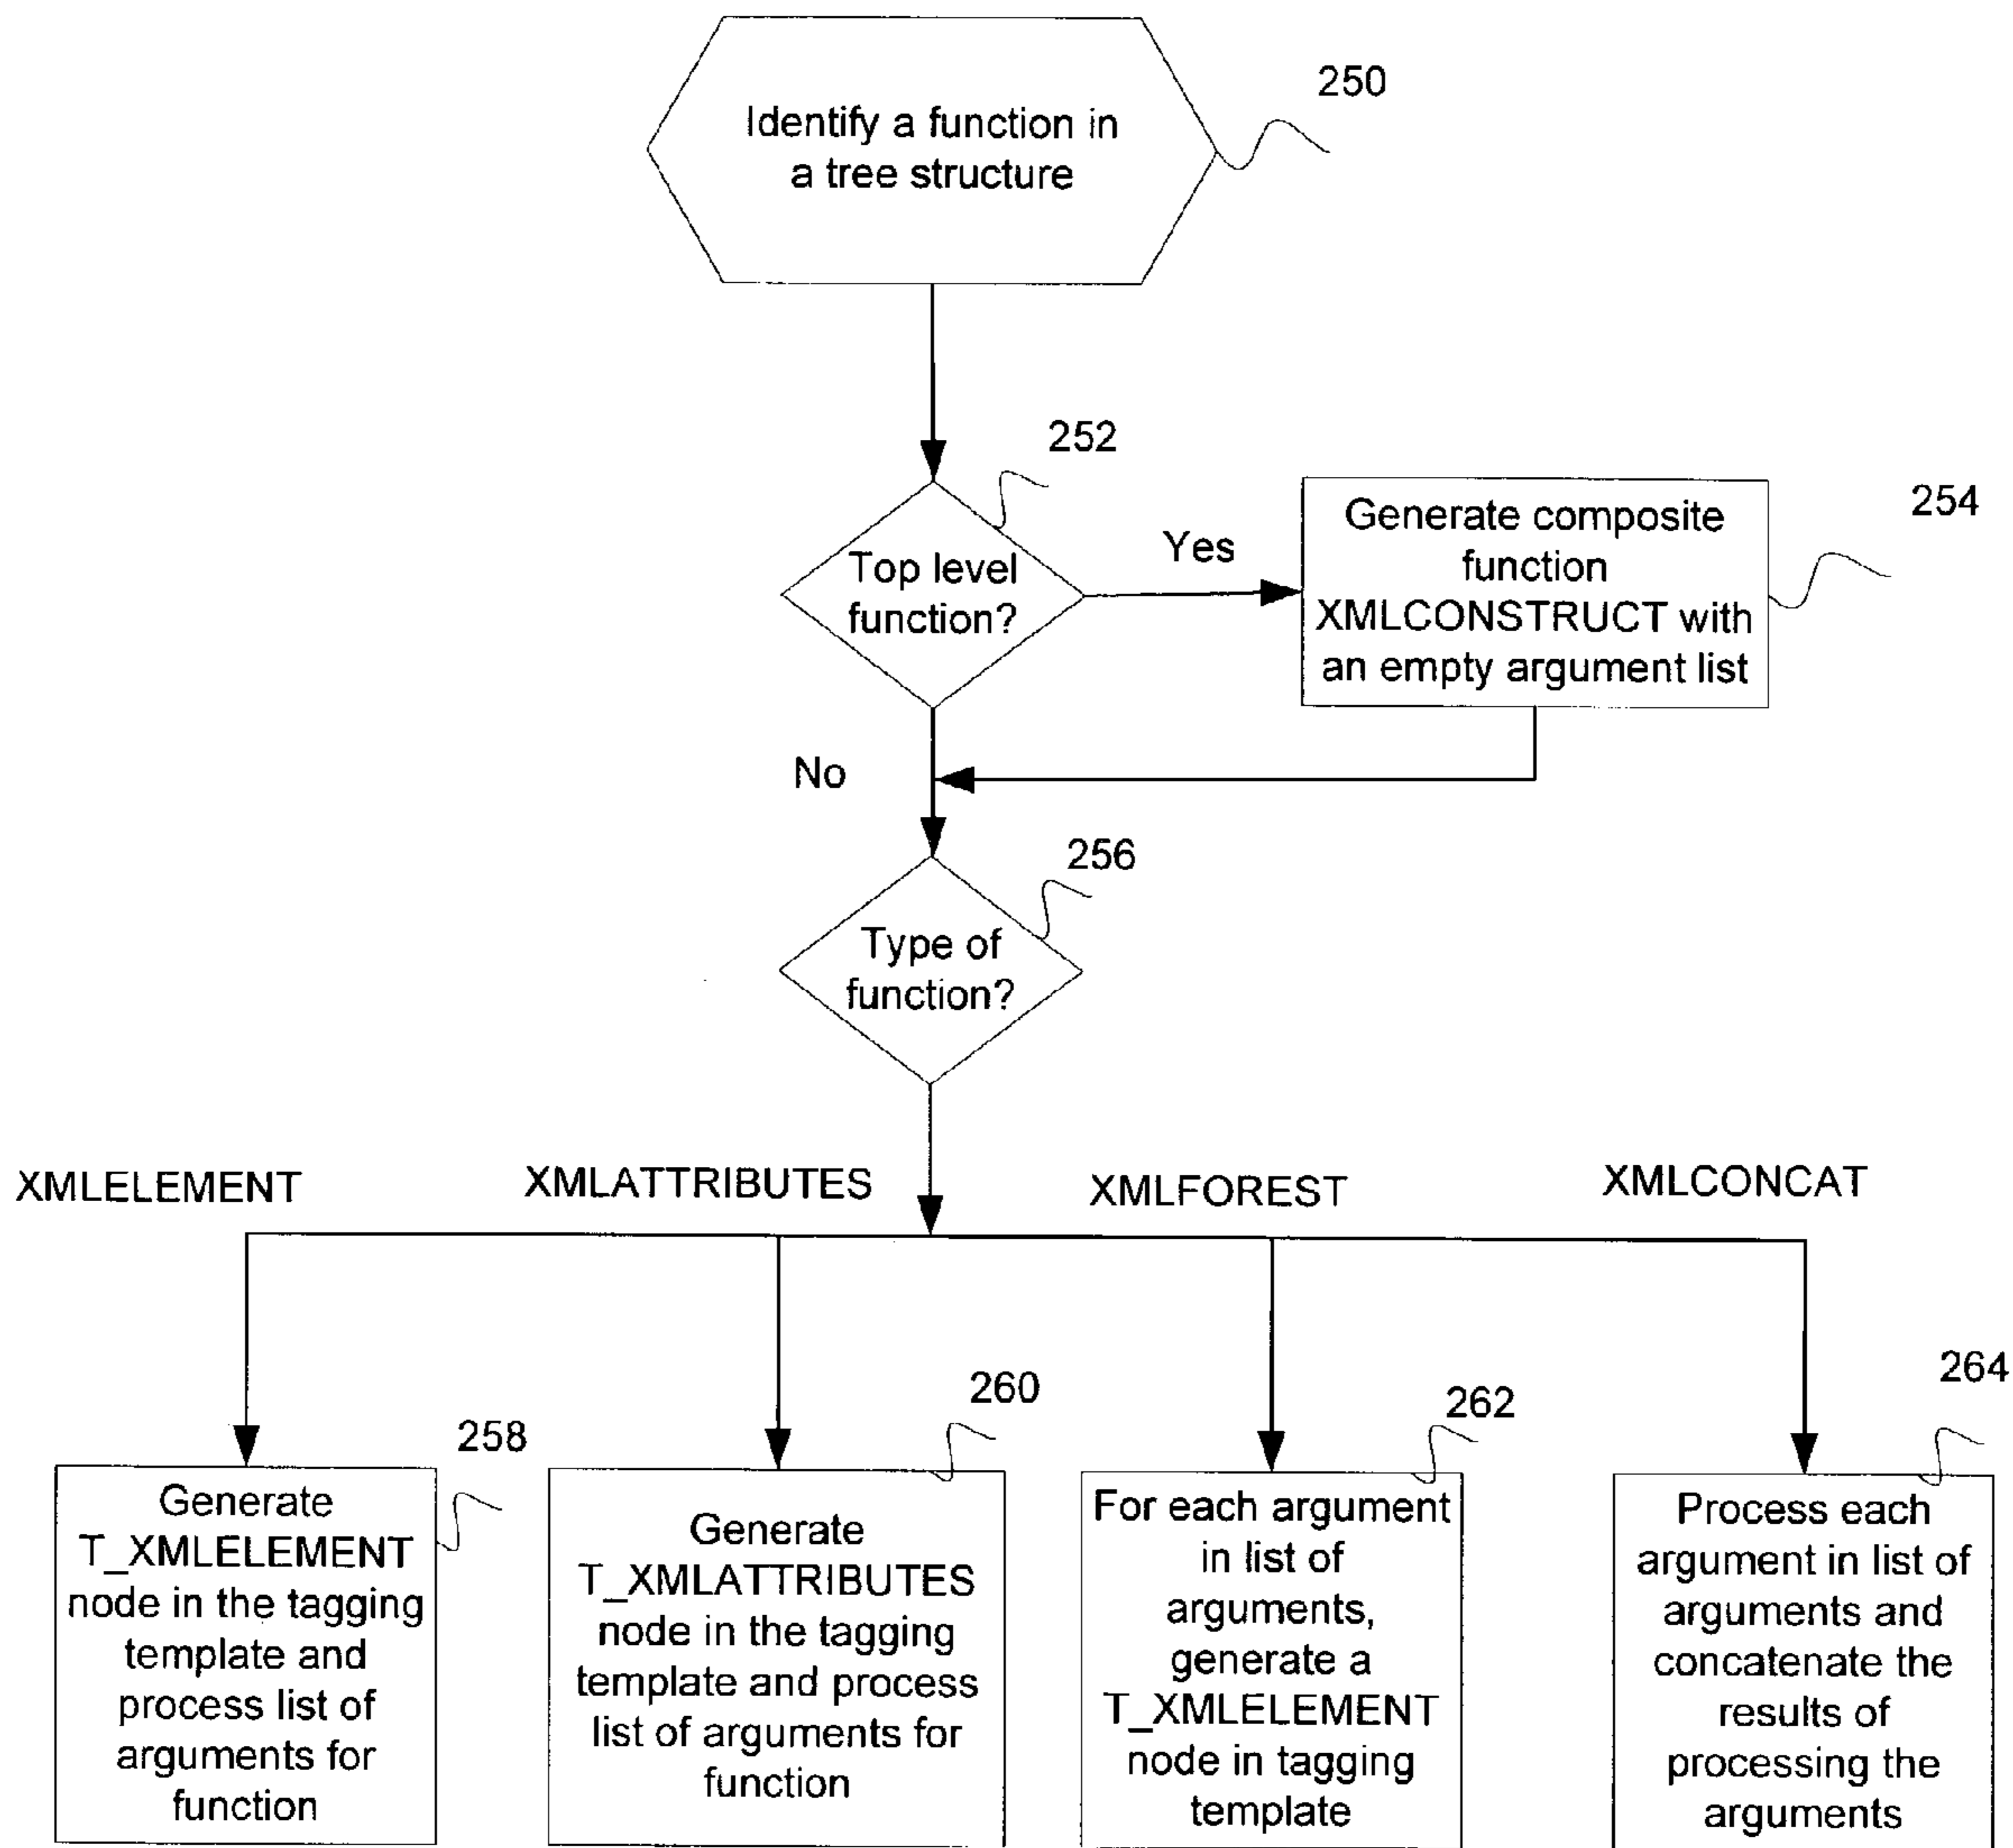 Identify a function in
a tree structure
250
252
Top level
function?
Yes
Generate composite
function
XMLCONSTRUCT with
an empty argument list
254
No
256
Type of
function?
XMLELEMENT
XMLATTRIBUTES
XMLFOREST
XMLCONCAT
258
Generate
T_XMLELEMENT
node in the tagging
template and
process list of
arguments for
function
260
Generate
T_XMLATTRIBUTES
node in the tagging
template and process
list of arguments for
function
262
For each argument
in list of
arguments,
generate a
T_XMLELEMENT
node in tagging
template
264
Process each
argument in list of
arguments and
concatenate the
results of
processing the
arguments